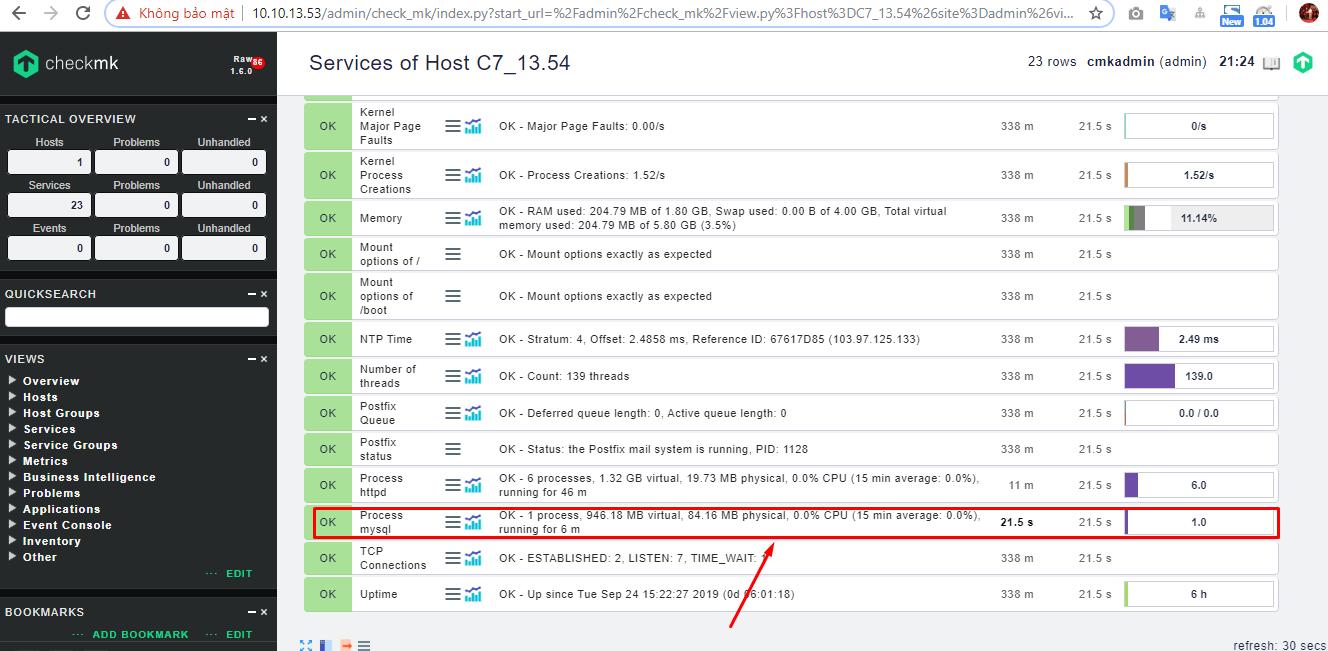 Không bảo mật | 10.10.13.53/admin/check_mk/index.py?start_url=%2Fadmin%2Fcheck_mk%2Fview.py%3Fhost%3DC7_13.54%26site%3Dadmin%26vi...
New
1.04
checkmk
Raw 86
1.6.0
Services of Host C7_13.54
23 rows cmkadmin (admin) 21:24
TACTICAL OVERVIEW
Hosts Problems Unhandled
1 0 0
Services Problems Unhandled
23 0 0
Events Problems Unhandled
0 0 0
QUICKSEARCH
VIEWS
Overview
Hosts
Host Groups
Services
Service Groups
Metrics
Business Intelligence
Problems
Applications
Event Console
Inventory
Other
··· EDIT
BOOKMARKS
··· ADD BOOKMARK ··· EDIT
OK Kernel Major Page Faults OK - Major Page Faults: 0.00/s 338 m 21.5 s 0/s
OK Kernel Process Creations OK - Process Creations: 1.52/s 338 m 21.5 s 1.52/s
OK Memory OK - RAM used: 204.79 MB of 1.80 GB, Swap used: 0.00 B of 4.00 GB, Total virtual
memory used: 204.79 MB of 5.80 GB (3.5%) 338 m 21.5 s 11.14%
OK Mount options of / OK - Mount options exactly as expected 338 m 21.5 s
OK Mount options of /boot OK - Mount options exactly as expected 338 m 21.5 s
OK NTP Time OK - Stratum: 4, Offset: 2.4858 ms, Reference ID: 67617D85 (103.97.125.133) 338 m 21.5 s 2.49 ms
OK Number of threads OK - Count: 139 threads 338 m 21.5 s 139.0
OK Postfix Queue OK - Deferred queue length: 0, Active queue length: 0 338 m 21.5 s 0.0 / 0.0
OK Postfix status OK - Status: the Postfix mail system is running, PID: 1128 338 m 21.5 s
OK Process httpd OK - 6 processes, 1.32 GB virtual, 19.73 MB physical, 0.0% CPU (15 min average: 0.0%),
running for 46 m 11 m 21.5 s 6.0
OK Process mysql OK - 1 process, 946.18 MB virtual, 84.16 MB physical, 0.0% CPU (15 min average: 0.0%),
running for 6 m 21.5 s 21.5 s 1.0
OK TCP Connections OK - ESTABLISHED: 2, LISTEN: 7, TIME_WAIT: 338 m 21.5 s
OK Uptime OK - Up since Tue Sep 24 15:22:27 2019 (0d 06:01:18) 338 m 21.5 s 6 h
refresh: 30 secs